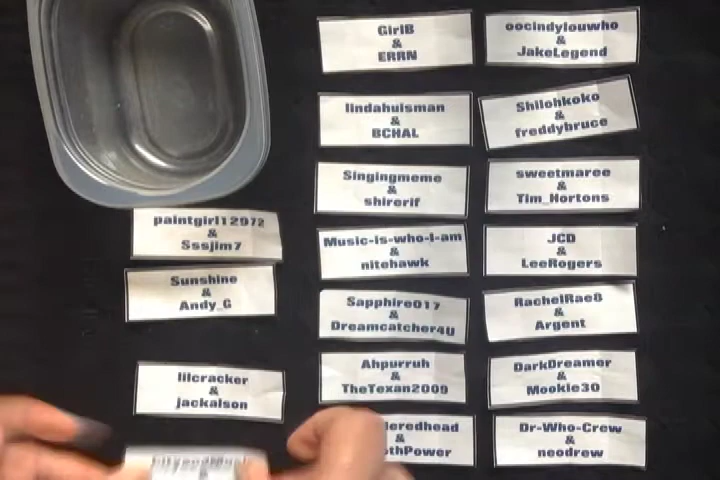 GirlB
&
ERRN
oocindylouwho
&
JakeLegend
lindahuisman
&
BCHAL
Shilohkoko
&
freddybruce
Singingmeme
&
shirerif
sweetmaree
&
Tim_Hortons
paintgirl12972
&
Sssjim7
Music-is-who-I-am
&
nitehawk
JCD
&
LeeRogers
Sunshine
&
Andy_G
Sapphire017
&
Dreamcatcher4U
RachelRae8
&
Argent
lilcracker
&
jackalson
Ahpurruh
&
TheTexan2009
DarkDreamer
&
Mookie30
Dr-Who-Crew
&
neodrew